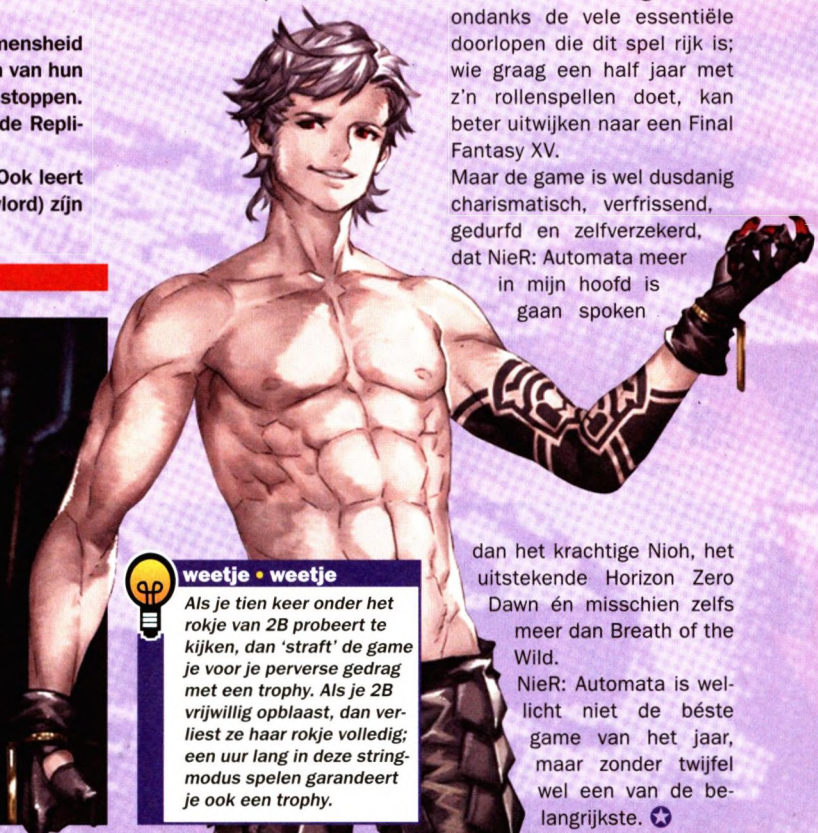 mensheid
van hun
stoppen.
de Repli-
Ook leert
lord) zíjn
ondanks de vele essentiële
doorlopen die dit spel rijk is;
wie graag een half jaar met
z'n rollenspellen doet, kan
beter uitwijken naar een Final
Fantasy XV.
Maar de game is wel dusdanig
charismatisch, verfrissend,
gedurfd en zelfverzekerd,
dat NieR: Automata meer
in mijn hoofd is
gaan spoken
dan het krachtige Nioh, het
uitstekende Horizon Zero
Dawn én misschien zelfs
meer dan Breath of the
Wild.
NieR: Automata is wel-
licht niet de béste
game van het jaar,
maar zonder twijfel
wel een van de be-
langrijkste.
weetje • weetje
Als je tien keer onder het
rokje van 2B probeert te
kijken, dan ‘straft’ de game
je voor je perverse gedrag
met een trophy. Als je 2B
vrijwillig opblaast, dan ver-
liest ze haar rokje volledig;
een uur lang in deze string-
modus spelen garandeert
je ook een trophy.